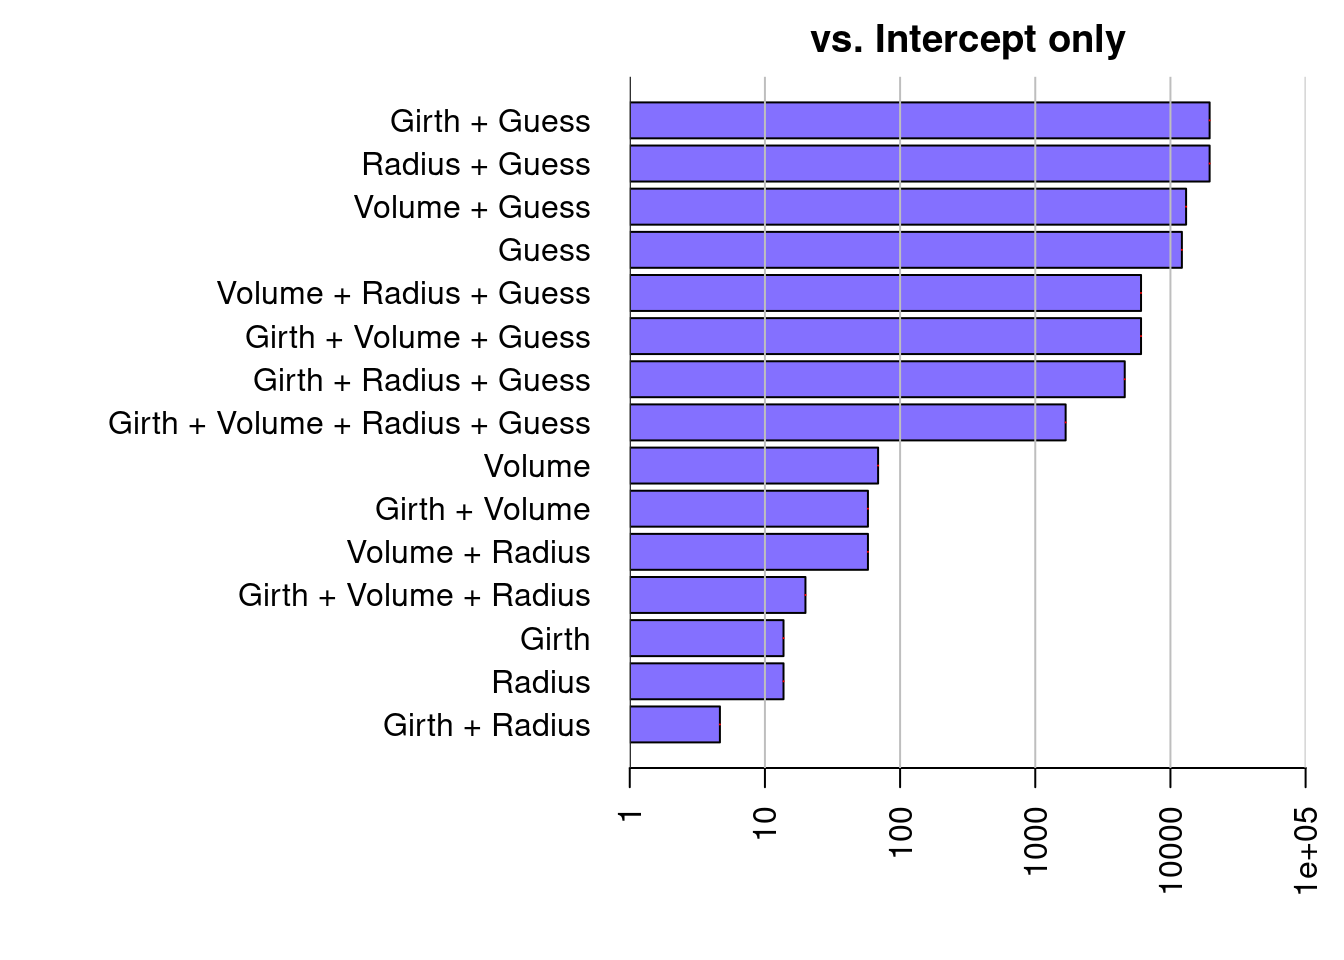 vs. Intercept only
Girth + Guess
Radius + Guess
Volume + Guess
Guess
Volume + Radius + Guess
Girth + Volume + Guess
Girth + Radius + Guess
Girth + Volume + Radius + Guess
Volume
Girth + Volume
Volume + Radius
Girth + Volume + Radius
Girth
Radius
Girth + Radius
1
10
100
1000
10000
1e+05